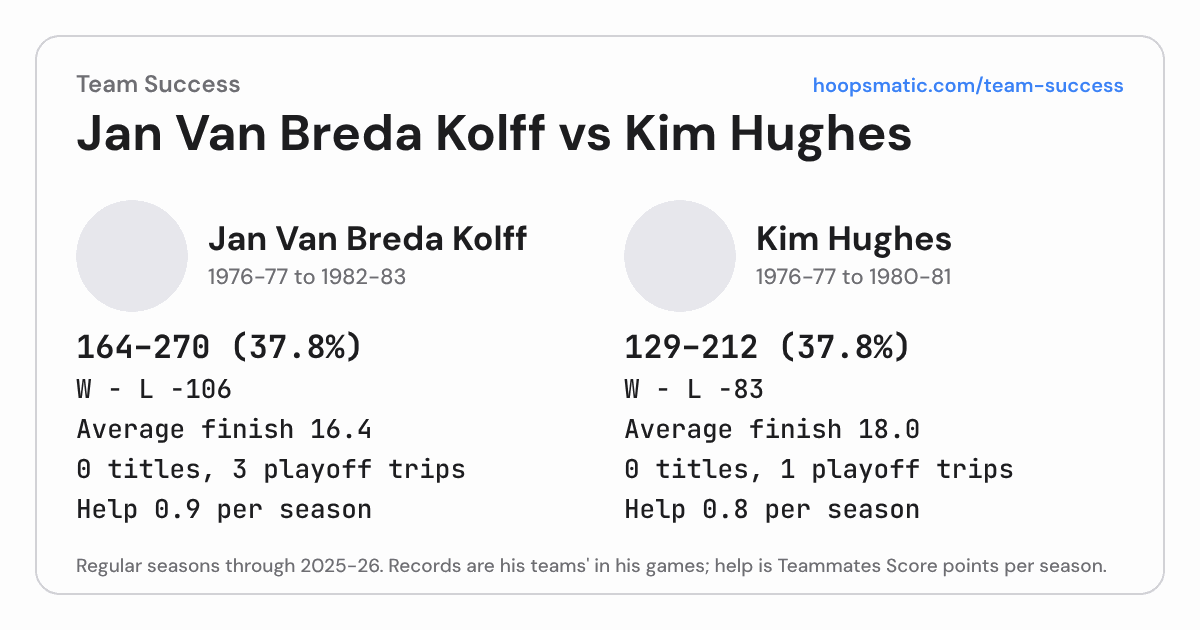 Team Success
hoopsmatic.com/team-success
Jan Van Breda Kolff vs Kim Hughes
Jan Van Breda Kolff
1976-77 to 1982-83
164-270 (37.8%)
W - L -106
Average finish 16.4
0 titles, 3 playoff trips
Help 0.9 per season
Kim Hughes
1976-77 to 1980-81
129-212 (37.8%)
W - L -83
Average finish 18.0
0 titles, 1 playoff trips
Help 0.8 per season
Regular seasons through 2025-26. Records are his teams' in his games; help is Teammates Score points per season.